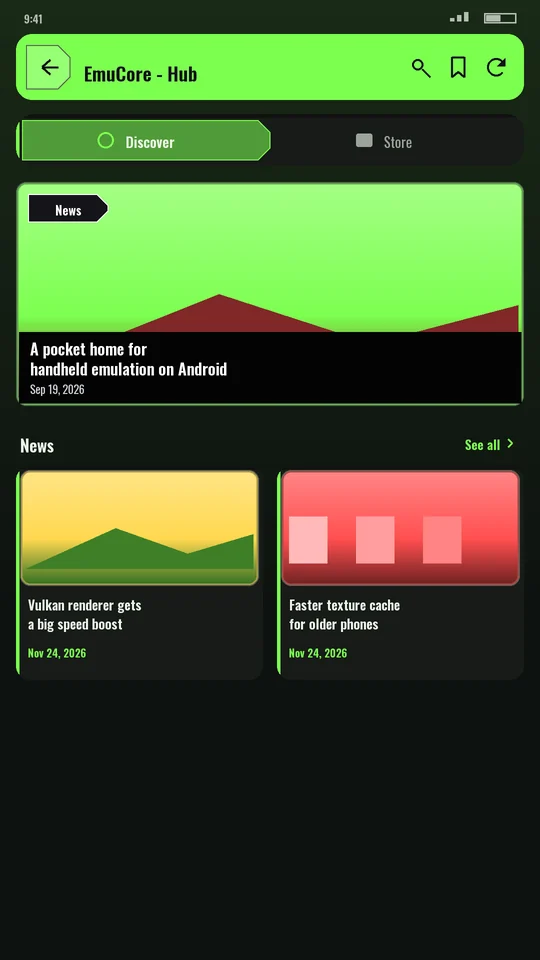 9:41
EmuCore - Hub
Discover
Store
News
A pocket home for
handheld emulation on Android
Sep 19, 2026
News
See all
Vulkan renderer gets
a big speed boost
Nov 24, 2026
Faster texture cache
for older phones
Nov 24, 2026